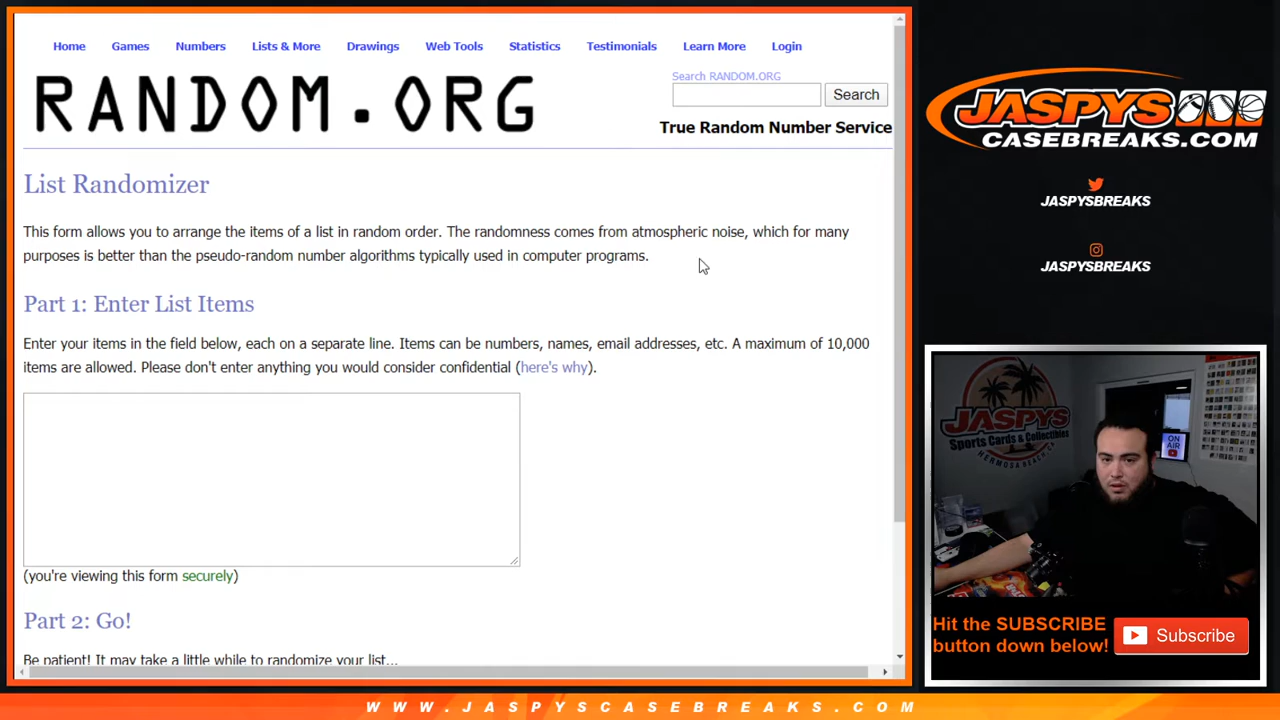 Home Games Numbers Lists & More Drawings Web Tools Statistics Testimonials Learn More Login
RANDOM.ORG
Search RANDOM.ORG
Search
True Random Number Service
List Randomizer
This form allows you to arrange the items of a list in random order. The randomness comes from atmospheric noise, which for many
purposes is better than the pseudo-random number algorithms typically used in computer programs.
Part 1: Enter List Items
Enter your items in the field below, each on a separate line. Items can be numbers, names, email addresses, etc. A maximum of 10,000
items are allowed. Please don't enter anything you would consider confidential (here's why).
(you're viewing this form securely)
Part 2: Go!
Be patient! It may take a little while to randomize your list...
JASPYS
CASEBREAKS.COM
JASPYSBREAKS
JASPYSBREAKS
JASPYS
Sports Cards & Collectibles
HERMOSA BEACH, CA
ON
AIR
Hit the SUBSCRIBE
button down below!
Subscribe
WWW.JASPYSCASEBREAKS.COM